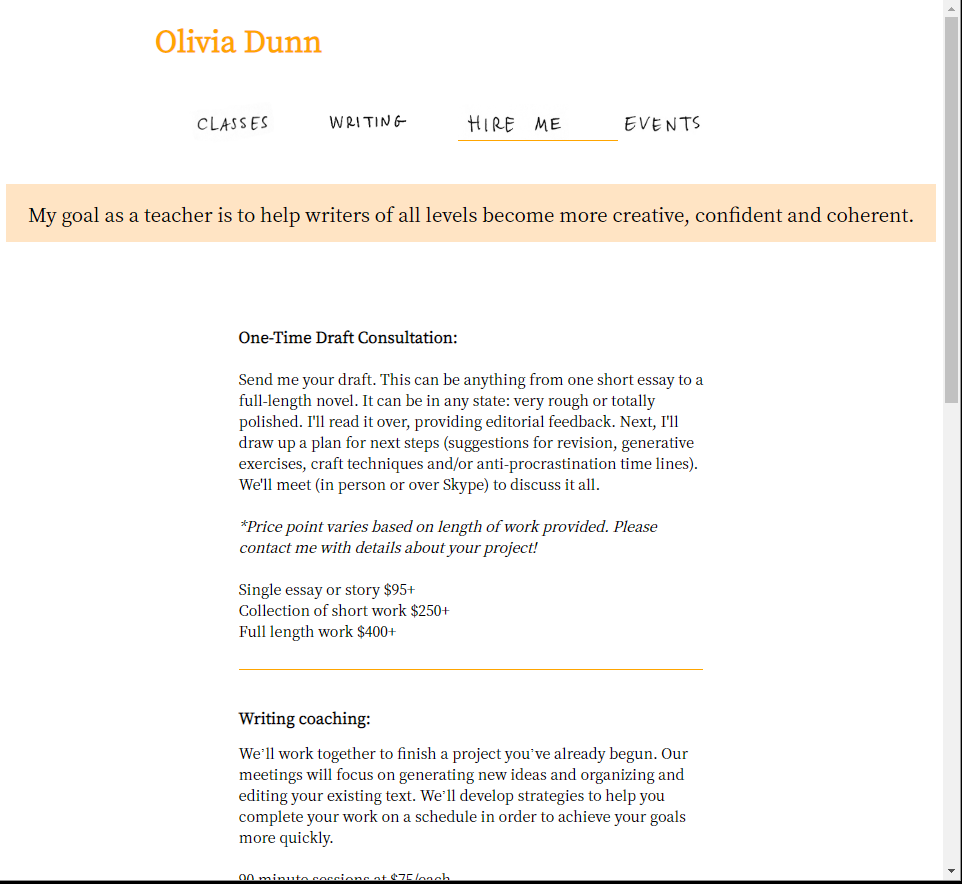 Olivia Dunn
CLASSES WRITING HIRE ME EVENTS
My goal as a teacher is to help writers of all levels become more creative, confident and coherent.
One-Time Draft Consultation:
Send me your draft. This can be anything from one short essay to a
full-length novel. It can be in any state: very rough or totally
polished. I'll read it over, providing editorial feedback. Next, I'll
draw up a plan for next steps (suggestions for revision, generative
exercises, craft techniques and/or anti-procrastination time lines).
We'll meet (in person or over Skype) to discuss it all.
*Price point varies based on length of work provided. Please
contact me with details about your project!
Single essay or story $95+
Collection of short work $250+
Full length work $400+
Writing coaching:
We’ll work together to finish a project you’ve already begun. Our
meetings will focus on generating new ideas and organizing and
editing your existing text. We’ll develop strategies to help you
complete your work on a schedule in order to achieve your goals
more quickly.
90 minute sessions at $75/each